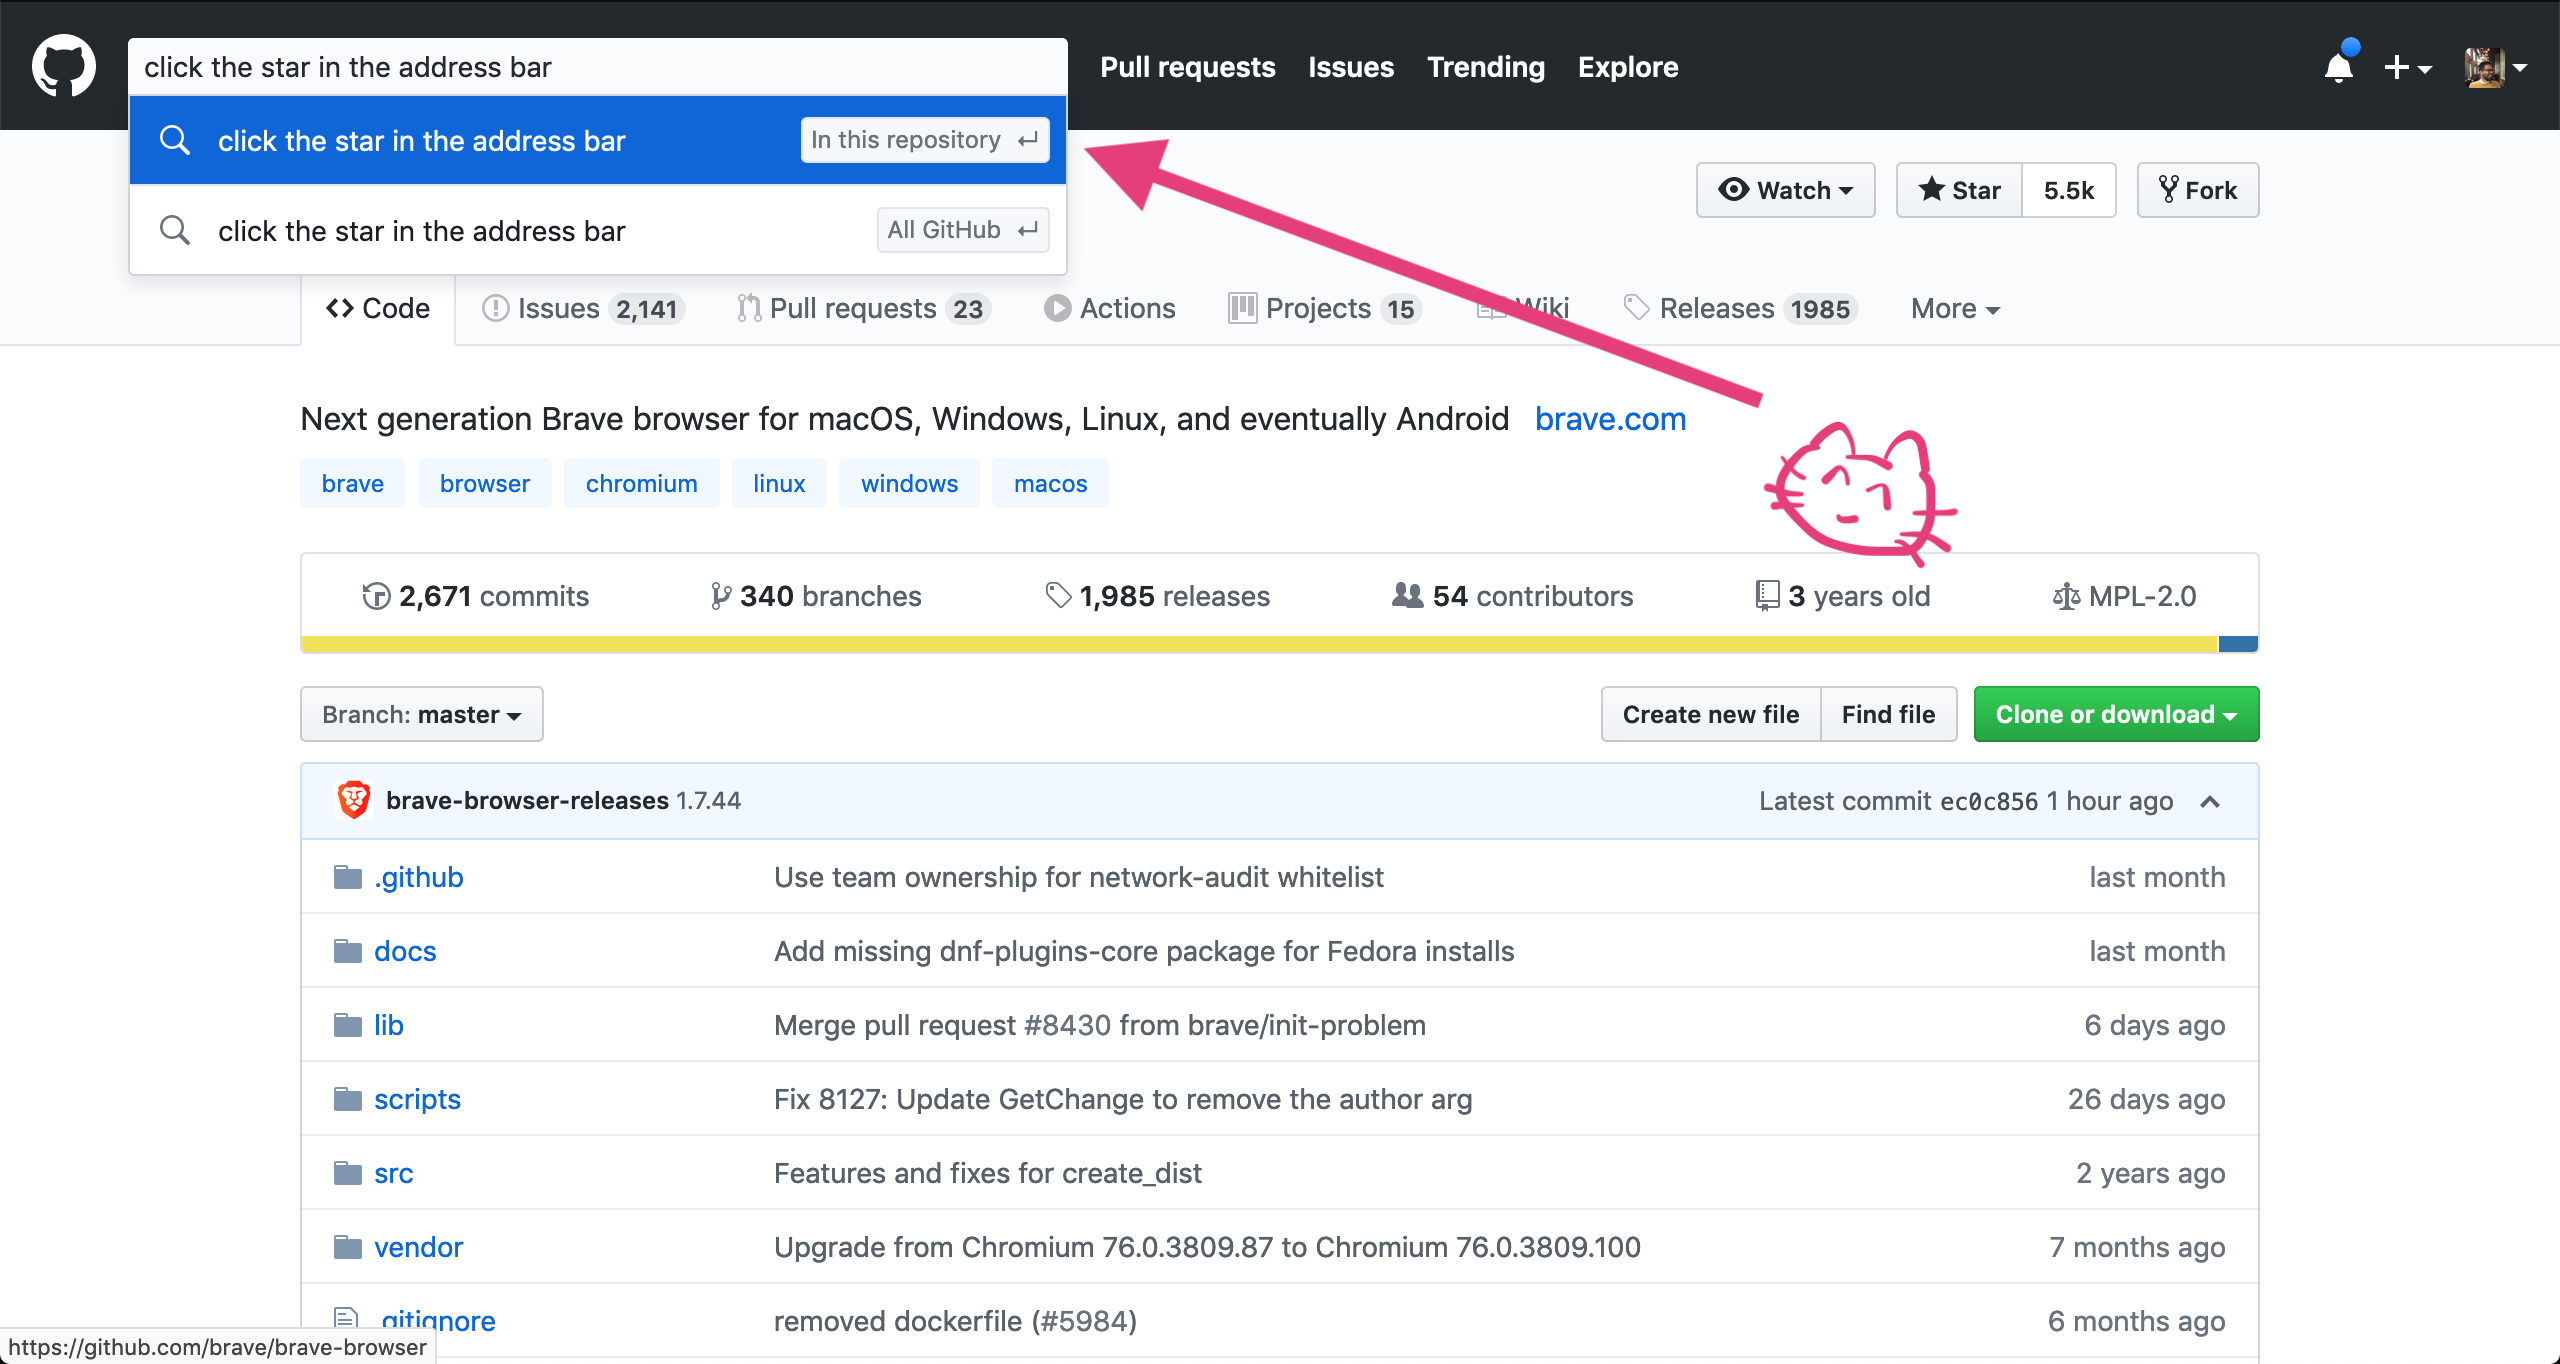 click the star in the address bar
Pull requests Issues Trending Explore
click the star in the address bar In this repository
click the star in the address bar All GitHub
Watch Star 5.5k Fork
Code Issues 2,141 Pull requests 23 Actions Projects 15 Wiki Releases 1985 More
Next generation Brave browser for macOS, Windows, Linux, and eventually Android brave.com
brave browser chromium linux windows macos
2,671 commits 340 branches 1,985 releases 54 contributors 3 years old MPL-2.0
Branch: master Create new file Find file Clone or download
brave-browser-releases 1.7.44 Latest commit ec0c856 1 hour ago
.github Use team ownership for network-audit whitelist last month
docs Add missing dnf-plugins-core package for Fedora installs last month
lib Merge pull request #8430 from brave/init-problem 6 days ago
scripts Fix 8127: Update GetChange to remove the author arg 26 days ago
src Features and fixes for create_dist 2 years ago
vendor Upgrade from Chromium 76.0.3809.87 to Chromium 76.0.3809.100 7 months ago
.gitignore removed dockerfile (#5984) 6 months ago
https://github.com/brave/brave-browser